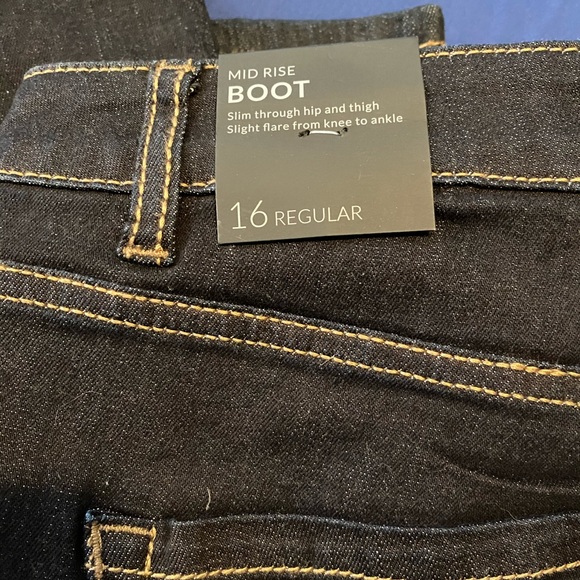 MID RISE
BOOT
Slim through hip and thigh
Slight flare from knee to ankle
16 REGULAR